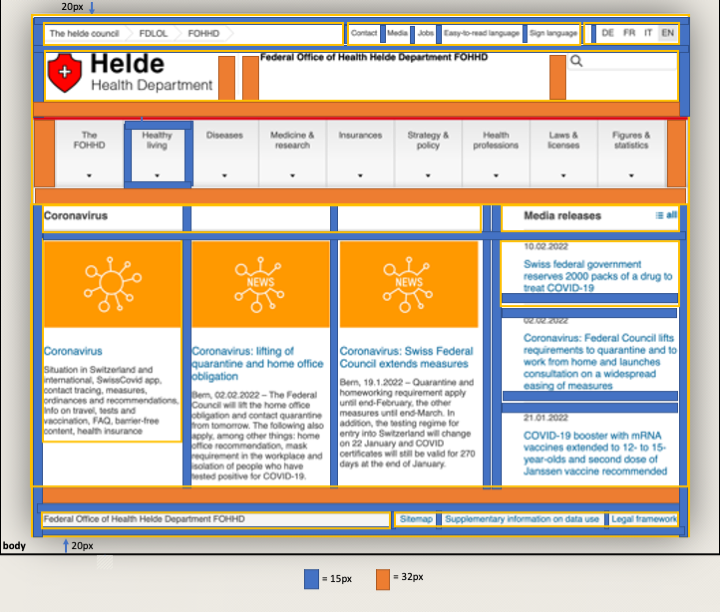 20px
The helde council
FDLOL
FOHHD
Contact
Media
Jobs
Easy-to-read language
Sign language
DE FR IT EN
Helde
Health Department
Federal Office of Health Helde Department FOHHD
The
FOHHD
Healthy
living
Diseases
Medicine &
research
Insurances
Strategy &
policy
Health
professions
Laws &
licenses
Figures &
statistics
Coronavirus
Media releases
all
Coronavirus
Situation in Switzerland and
international, SwissCovid app,
contact tracing, measures,
ordinances and recommendations,
Info on travel, tests and
vaccination, FAQ, barrier-free
content, health insurance
NEWS
Coronavirus: lifting of
quarantine and home office
obligation
Bern, 02.02.2022 – The Federal
Council will lift the home office
obligation and contact quarantine
from tomorrow. The following also
apply, among other things: home
office recommendation, mask
requirement in the workplace and
isolation of people who have
tested positive for COVID-19.
NEWS
Coronavirus: Swiss Federal
Council extends measures
Bern, 19.1.2022 – Quarantine and
homeworking requirement apply
until end-February, the other
measures until end-March. In
addition, the testing regime for
entry into Switzerland will change
on 22 January and COVID
certificates will still be valid for 270
days at the end of January.
10.02.2022
Swiss federal government
reserves 2000 packs of a drug to
treat COVID-19
02.02.2022
Coronavirus: Federal Council lifts
requirements to quarantine and to
work from home and launches
consultation on a widespread
easing of measures
21.01.2022
COVID-19 booster with mRNA
vaccines extended to 12- to 15-
year-olds and second dose of
Janssen vaccine recommended
Federal Office of Health Helde Department FOHHD
Sitemap
Supplementary information on data use
Legal framework
body
20px
= 15px
= 32px